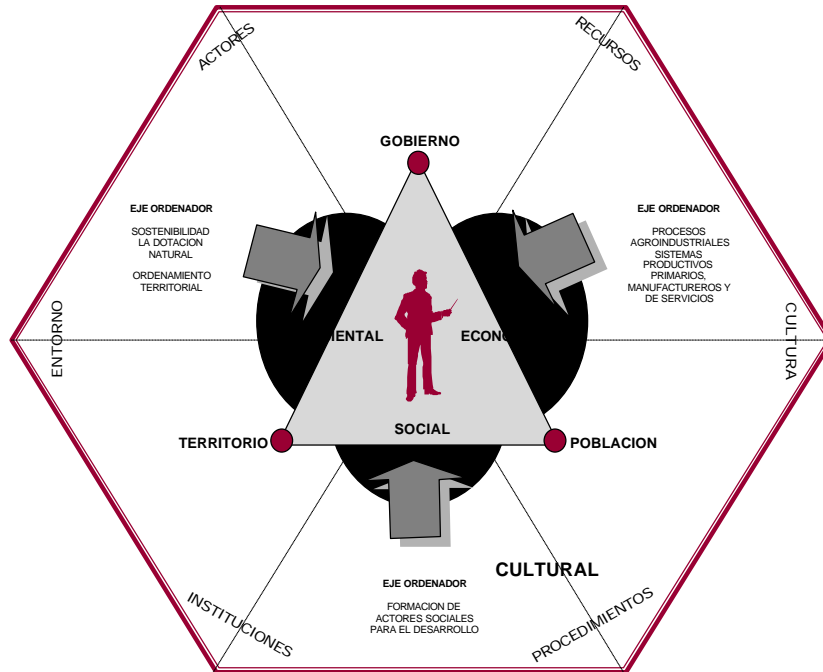 ACTORES
RECURSOS
GOBIERNO
EJE ORDENADOR
SOSTENIBILIDAD
LA DOTACION
NATURAL
ORDENAMIENTO
TERRITORIAL
EJE ORDENADOR
PROCESOS
AGROINDUSTRIALES
SISTEMAS
PRODUCTIVOS
PRIMARIOS,
MANUFACTUREROS Y
DE SERVICIOS
ENTORNO
CULTURA
SOCIAL
TERRITORIO
POBLACION
CULTURAL
EJE ORDENADOR
FORMACION DE
ACTORES SOCIALES
PARA EL DESARROLLO
INSTITUCIONES
PROCEDIMIENTOS